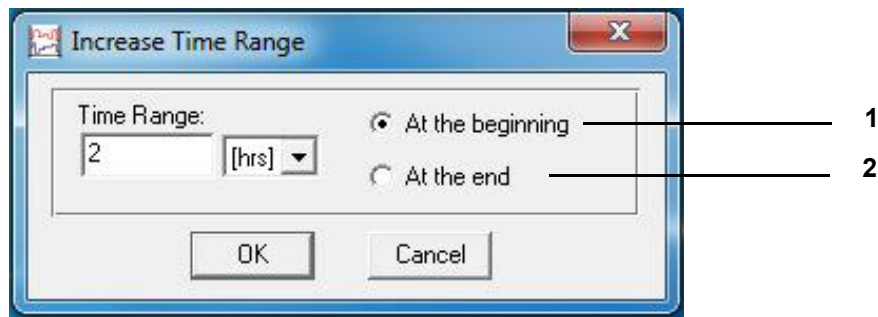 Increase Time Range
Time Range:
2 [hrs]
At the beginning 1
At the end 2
OK Cancel